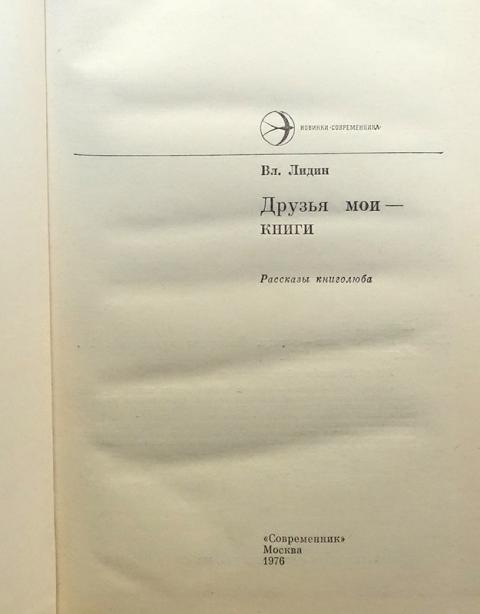 НОВИНКИ «СОВРЕМЕННИКА»
Вл. Лидин
Друзья мои —
книги
Рассказы книголюба
«Современник»
Москва
1976